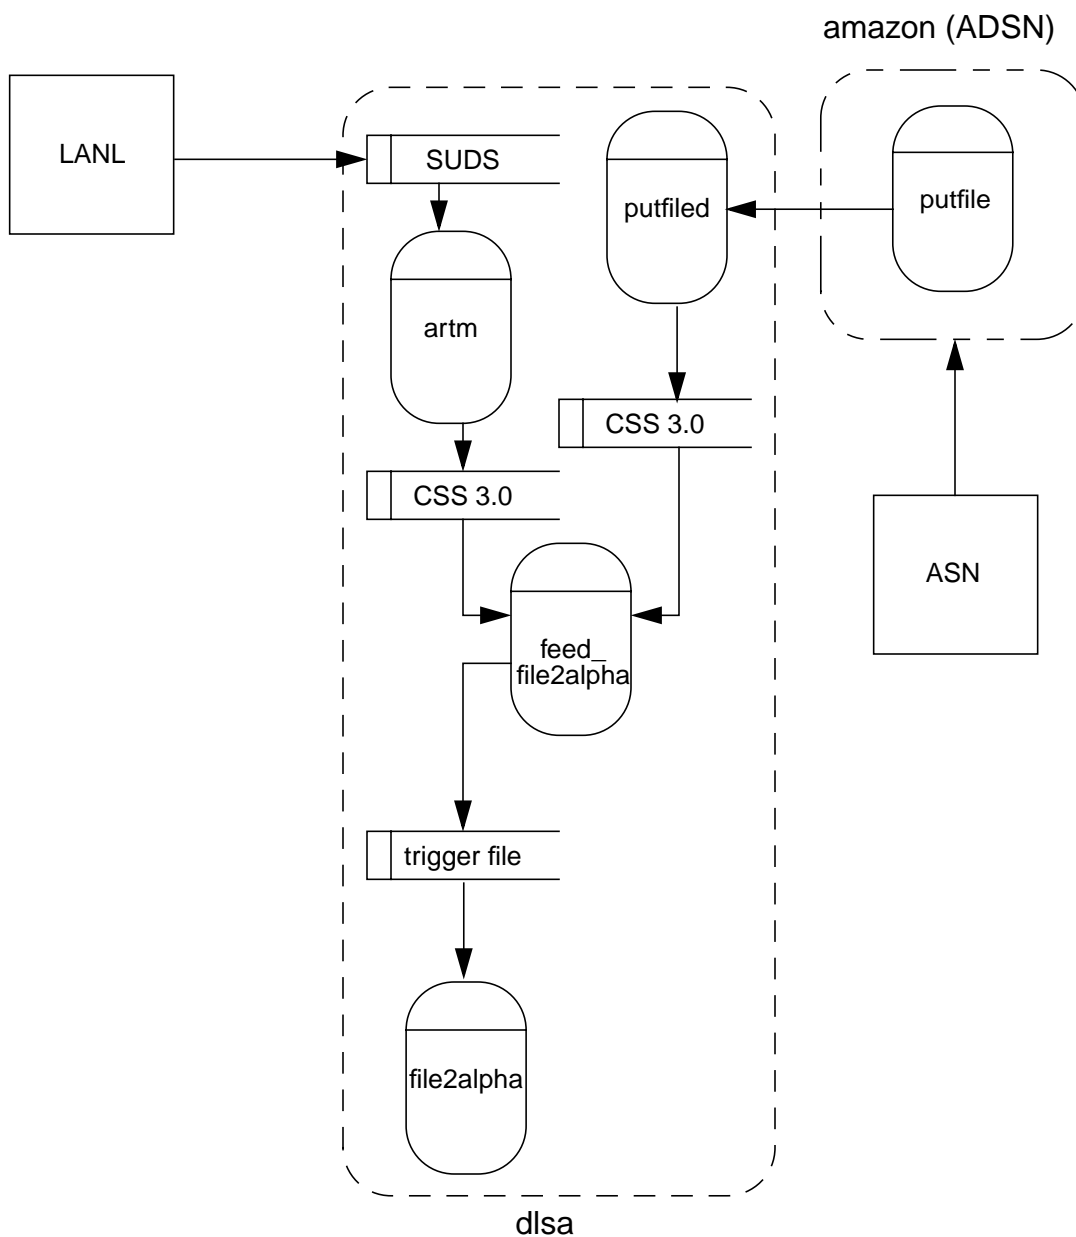 amazon (ADSN)
LANL
SUDS
putfiled
putfile
artm
CSS 3.0
CSS 3.0
ASN
feed_
file2alpha
trigger file
file2alpha
dlsa